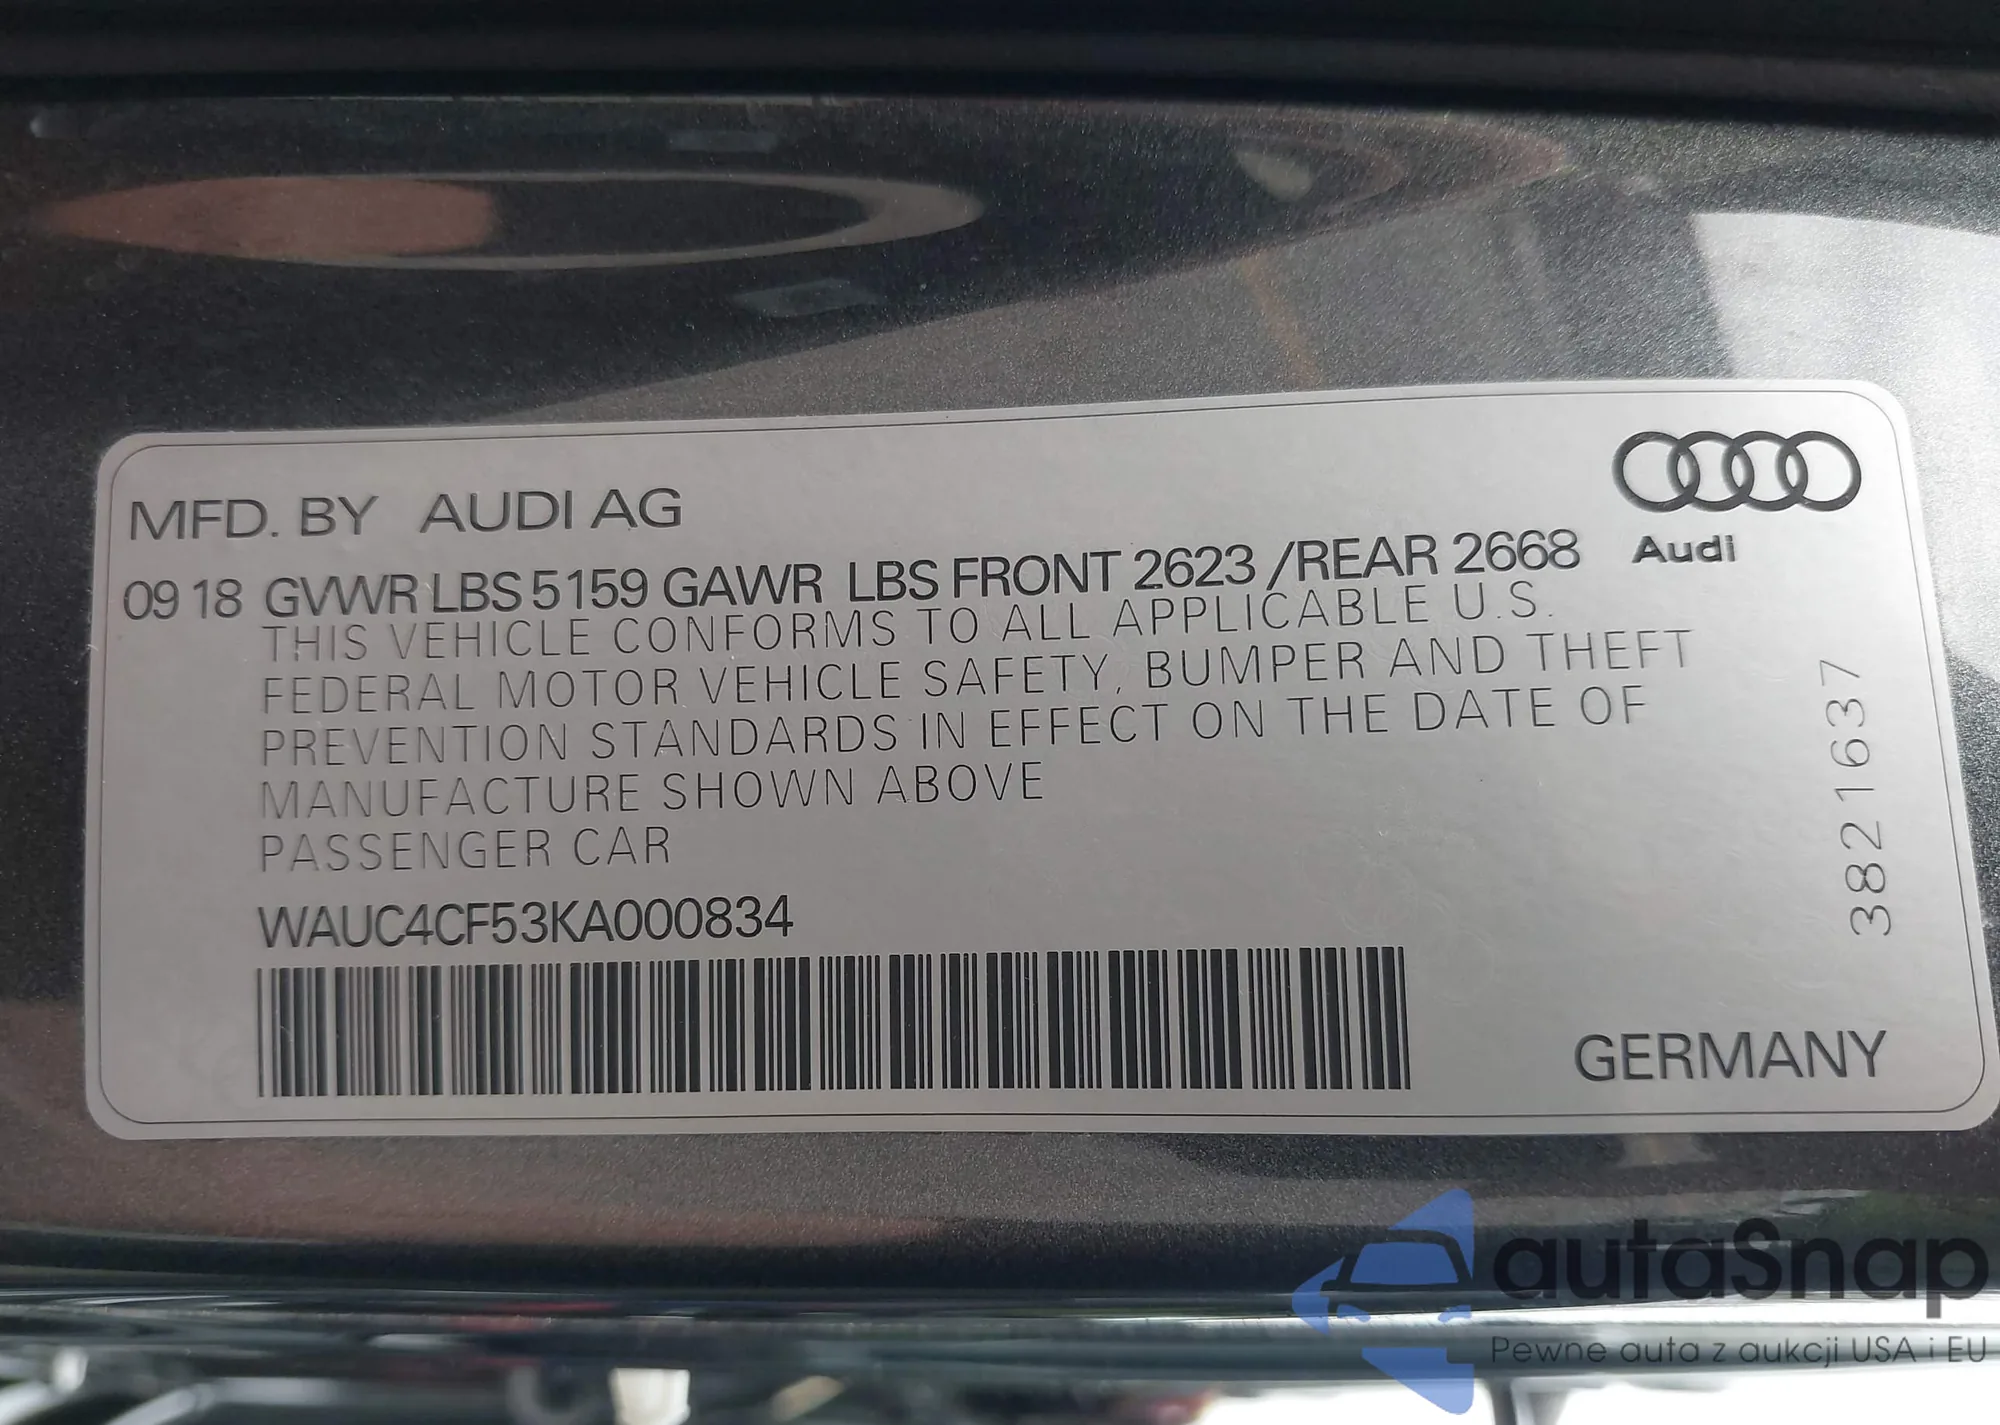 MFD. BY AUDI AG
Audi
09 18 GVWR LBS 5159 GAWR LBS FRONT 2623 /REAR 2668
THIS VEHICLE CONFORMS TO ALL APPLICABLE U.S.
FEDERAL MOTOR VEHICLE SAFETY, BUMPER AND THEFT
PREVENTION STANDARDS IN EFFECT ON THE DATE OF
MANUFACTURE SHOWN ABOVE
PASSENGER CAR
WAUC4CF53KA000834
3821637
GERMANY
autaSnap
Pewne auta z aukcji USA i EU